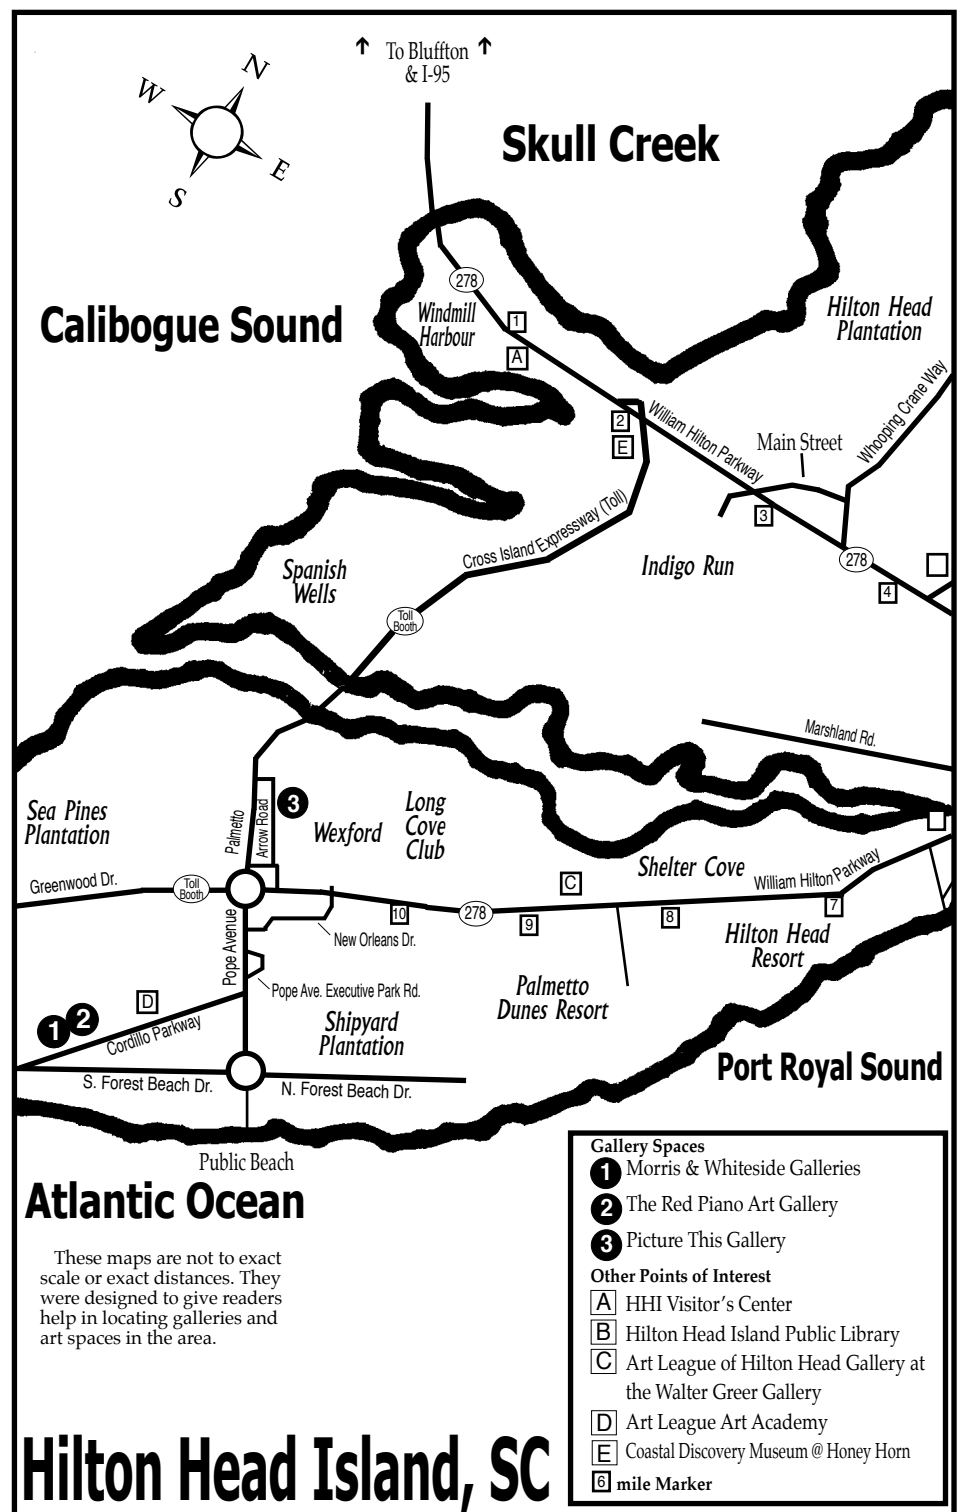 To Bluffton
& I-95
N
W
E
S
Skull Creek
278
Windmill
Harbour
1
A
Calibogue Sound
Hilton Head
Plantation
Whooping Crane Way
2
E
William Hilton Parkway
Main Street
3
Cross Island Expressway (Toll)
Indigo Run
278
4
Spanish
Wells
Toll
Booth
Marshland Rd.
Sea Pines
Plantation
Palmetto
Arrow Road
3
Wexford
Long
Cove
Club
Shelter Cove
William Hilton Parkway
Greenwood Dr.
Toll
Booth
C
10
278
9
8
7
New Orleans Dr.
Pope Avenue
Hilton Head
Resort
Pope Ave. Executive Park Rd.
Palmetto
Dunes Resort
D
1
2
Cordillo Parkway
Shipyard
Plantation
Port Royal Sound
S. Forest Beach Dr.
N. Forest Beach Dr.
Public Beach
Atlantic Ocean
These maps are not to exact
scale or exact distances. They
were designed to give readers
help in locating galleries and
art spaces in the area.
Gallery Spaces
1 Morris & Whiteside Galleries
2 The Red Piano Art Gallery
3 Picture This Gallery
Other Points of Interest
A HHI Visitor's Center
B Hilton Head Island Public Library
C Art League of Hilton Head Gallery at
the Walter Greer Gallery
D Art League Art Academy
E Coastal Discovery Museum @ Honey Horn
6 mile Marker
Hilton Head Island, SC